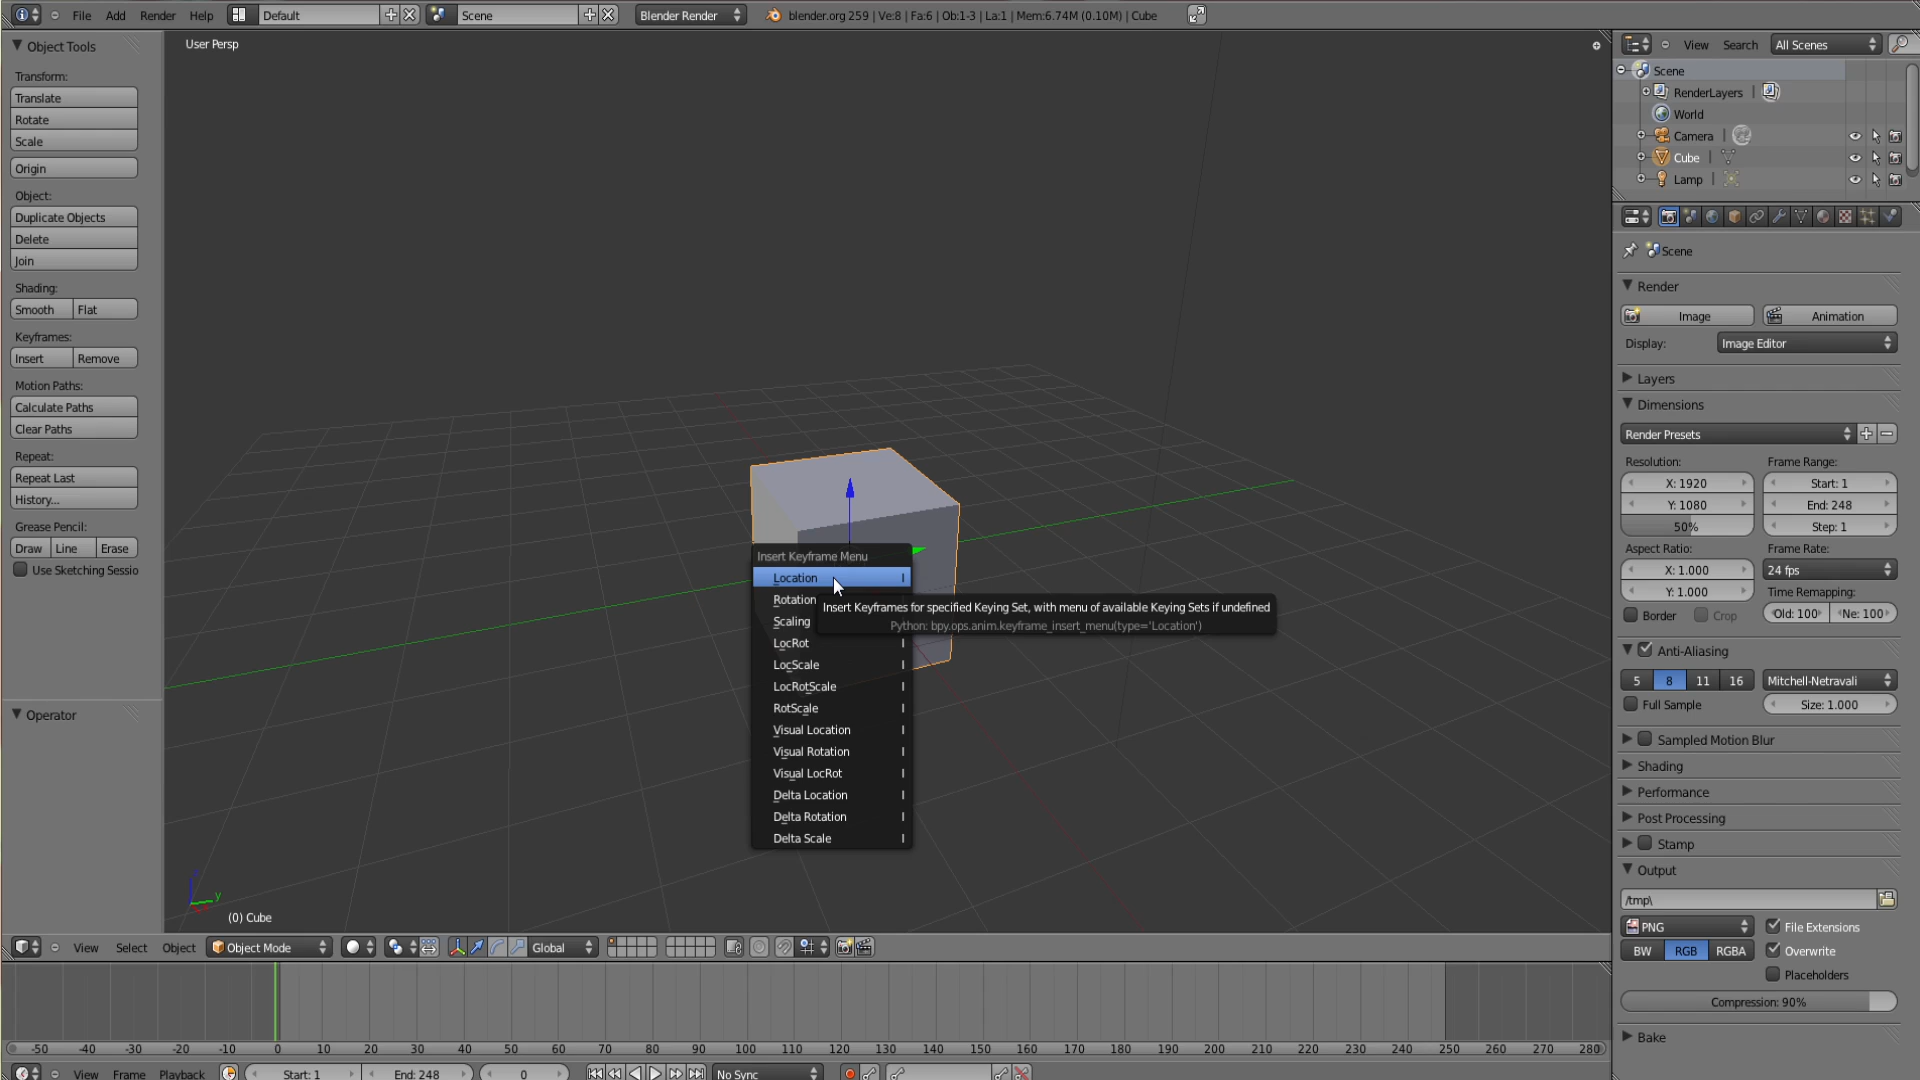 File Add Render Help Default Scene Blender Render blender.org 259 | Ve:8 | Fa:6 | Ob:1-3 | La:1 | Mem:6.74M (0.10M) | Cube
Object Tools
Transform:
Translate
Rotate
Scale
Origin
Object:
Duplicate Objects
Delete
Join
Shading:
Smooth Flat
Keyframes:
Insert Remove
Motion Paths:
Calculate Paths
Clear Paths
Repeat:
Repeat Last
History...
Grease Pencil:
Draw Line Erase
Use Sketching Sessio
Operator
User Persp
Insert Keyframe Menu
Location I
Rotation
Scaling
LocRot I
LocScale I
LocRotScale I
RotScale I
Visual Location I
Visual Rotation I
Visual LocRot I
Delta Location I
Delta Rotation I
Delta Scale I
Insert Keyframes for specified Keying Set, with menu of available Keying Sets if undefined
Python: bpy.ops.anim.keyframe_insert_menu(type='Location')
y
(0) Cube
View Select Object Object Mode Global
-50 -40 -30 -20 -10 0 10 20 30 40 50 60 70 80 90 100 110 120 130 140 150 160 170 180 190 200 210 220 230 240 250 260 270 280
View Frame Playback Start: 1 End: 248 0 No Sync
View Search All Scenes
Scene
RenderLayers |
World
Camera |
Cube |
Lamp |
Scene
Render
Image Animation
Display: Image Editor
Layers
Dimensions
Render Presets
Resolution: Frame Range:
X: 1920 Start: 1
Y: 1080 End: 248
50% Step: 1
Aspect Ratio: Frame Rate:
X: 1.000 24 fps
Y: 1.000 Time Remapping:
Border Crop Old: 100 Ne: 100
Anti-Aliasing
5 8 11 16 Mitchell-Netravali
Full Sample Size: 1.000
Sampled Motion Blur
Shading
Performance
Post Processing
Stamp
Output
/tmp\
PNG File Extensions
BW RGB RGBA Overwrite
Placeholders
Compression: 90%
Bake